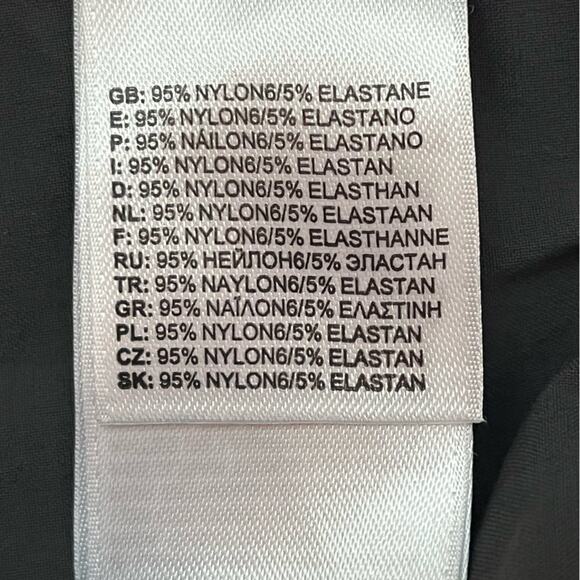 GB: 95% NYLON6/5% ELASTANE
E: 95% NYLON6/5% ELASTANO
P: 95% NÁILON6/5% ELASTANO
I: 95% NYLON6/5% ELASTAN
D: 95% NYLON6/5% ELASTHAN
NL: 95% NYLON6/5% ELASTAAN
F: 95% NYLON6/5% ELASTHANNE
RU: 95% НЕЙЛОН6/5% ЭЛАСТАН
TR: 95% NAYLON6/5% ELASTAN
GR: 95% ΝΑΪΛΟΝ6/5% ΕΛΑΣΤΙΝΗ
PL: 95% NYLON6/5% ELASTAN
CZ: 95% NYLON6/5% ELASTAN
SK: 95% NYLON6/5% ELASTAN